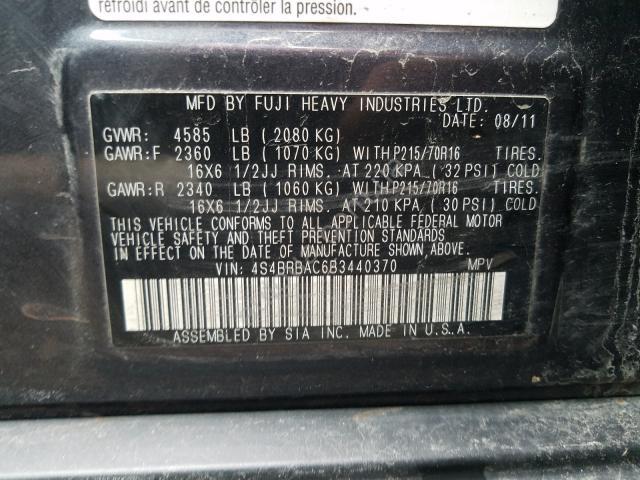 refroidi avant de contrôler la pression.
MFD BY FUJI HEAVY INDUSTRIES LTD.
DATE: 08/11
GVWR: 4585 LB (2080 KG)
GAWR:F 2360 LB (1070 KG) WITH P215/70R16 TIRES.
16X6 1/2JJ RIMS. AT 220 KPA (32 PSI) COLD
GAWR:R 2340 LB (1060 KG) WITH P215/70R16 TIRES.
16X6 1/2JJ RIMS. AT 210 KPA (30 PSI) COLD
THIS VEHICLE CONFORMS TO ALL APPLICABLE FEDERAL MOTOR
VEHICLE SAFETY AND THEFT PREVENTION STANDARDS
IN EFFECT ON THE DATE OF MANUFACTURE SHOWN ABOVE.
VIN: 4S4BRBAC6B3440370 MPV
ASSEMBLED BY SIA INC. MADE IN U.S.A.